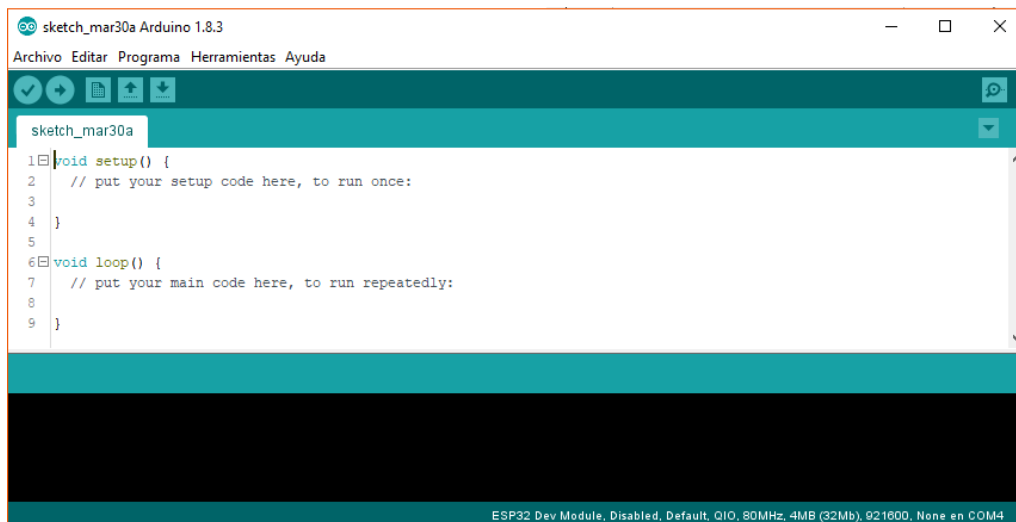 sketch_mar30a Arduino 1.8.3
Archivo Editar Programa Herramientas Ayuda
sketch_mar30a
1 void setup() {
2 // put your setup code here, to run once:
3
4 }
5
6 void loop() {
7 // put your main code here, to run repeatedly:
8
9 }
ESP32 Dev Module, Disabled, Default, QIO, 80MHz, 4MB (32Mb), 921600, None en COM4